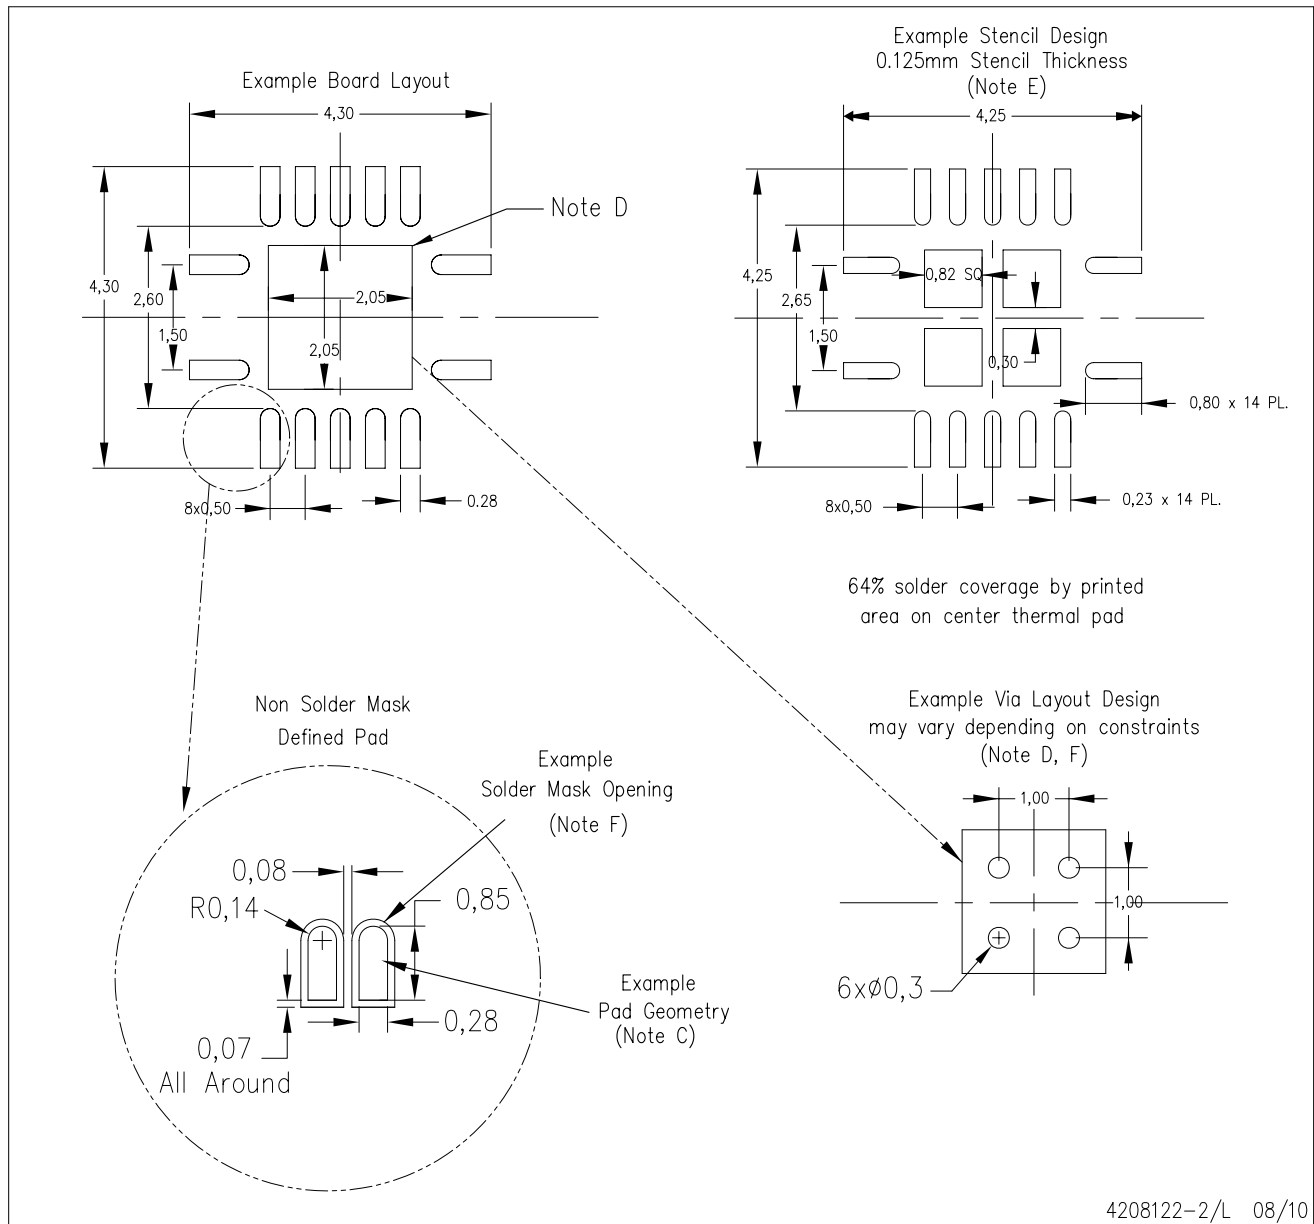 Example Board Layout
4,30
4,30
2,60
1,50
2,05
2,05
Note D
8x0,50
0.28
Example Stencil Design
0.125mm Stencil Thickness
(Note E)
4,25
4,25
2,65
1,50
0,82 SQ
0,30
0,80 x 14 PL.
8x0,50
0,23 x 14 PL.
64% solder coverage by printed
area on center thermal pad
Non Solder Mask
Defined Pad
Example
Solder Mask Opening
(Note F)
0,08
R0,14
0,85
0,28
0,07
All Around
Example
Pad Geometry
(Note C)
Example Via Layout Design
may vary depending on constraints
(Note D, F)
1,00
1,00
6xø0,3
4208122-2/L 08/10